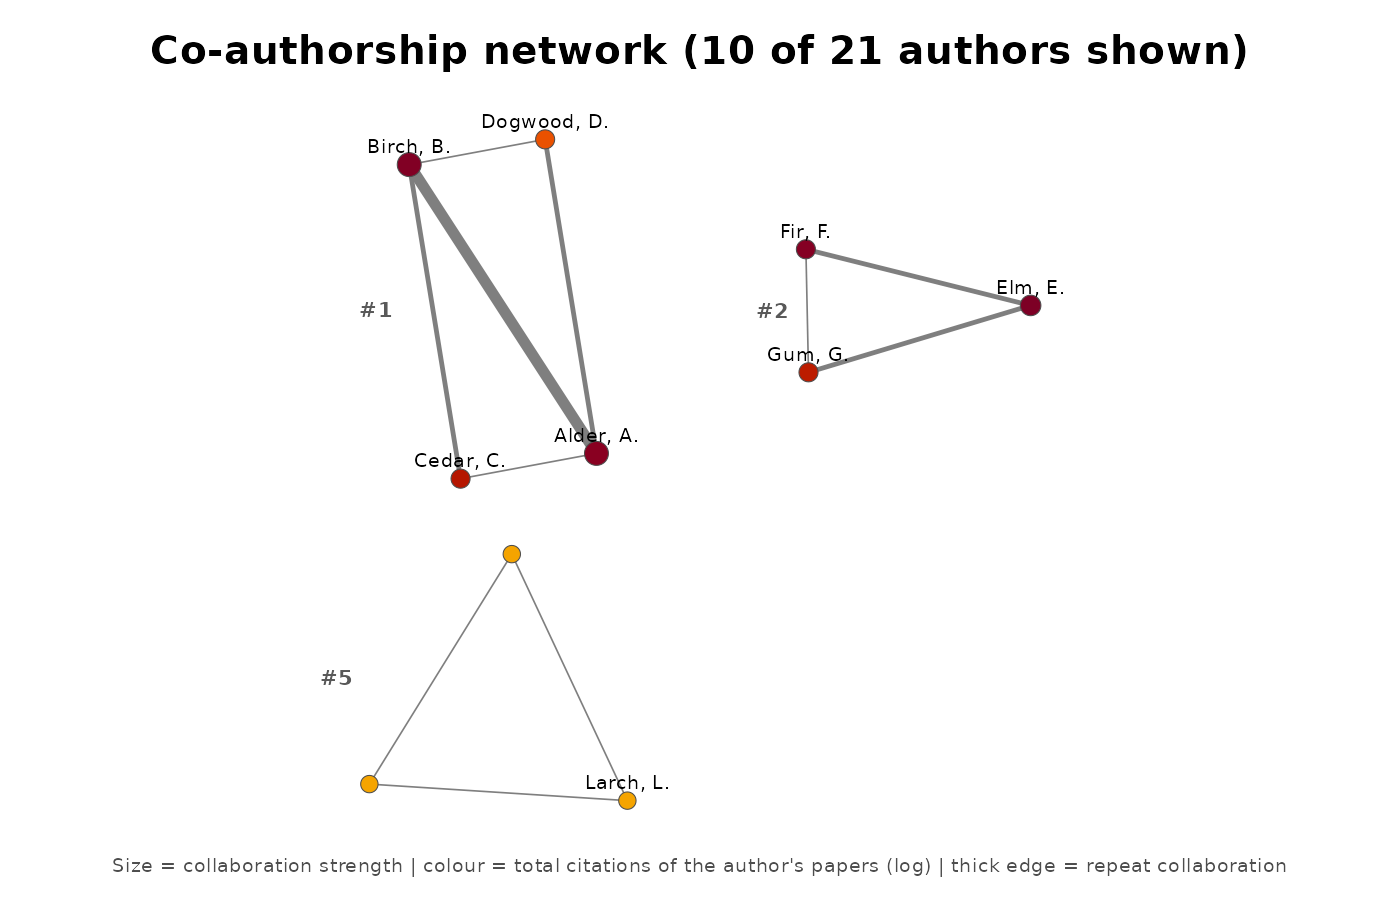 Co-authorship network (10 of 21 authors shown)
Dogwood, D.
Birch, B.
Fir, F.
Elm, E.
#1
#2
Gum, G.
Alder, A.
Cedar, C.
#5
Larch, L.
Size = collaboration strength | colour = total citations of the author's papers (log) | thick edge = repeat collaboration